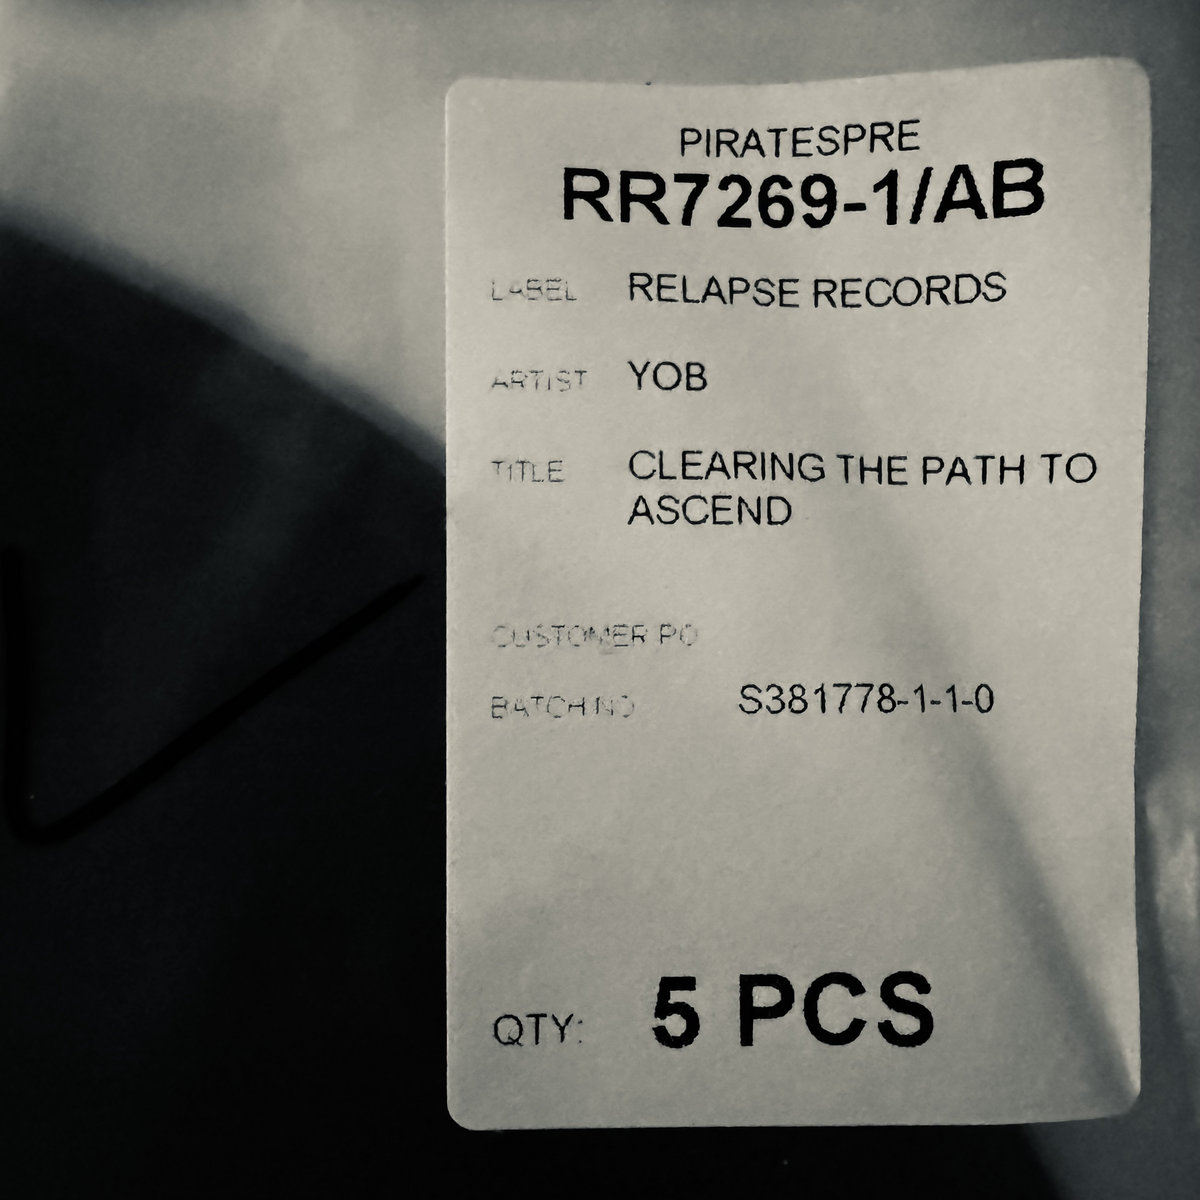 PIRATESPRE
RR7269-1/AB
LABEL RELAPSE RECORDS
ARTIST YOB
TITLE CLEARING THE PATH TO
ASCEND
CUSTOMER PO
BATCH NO S381778-1-1-0
QTY: 5 PCS